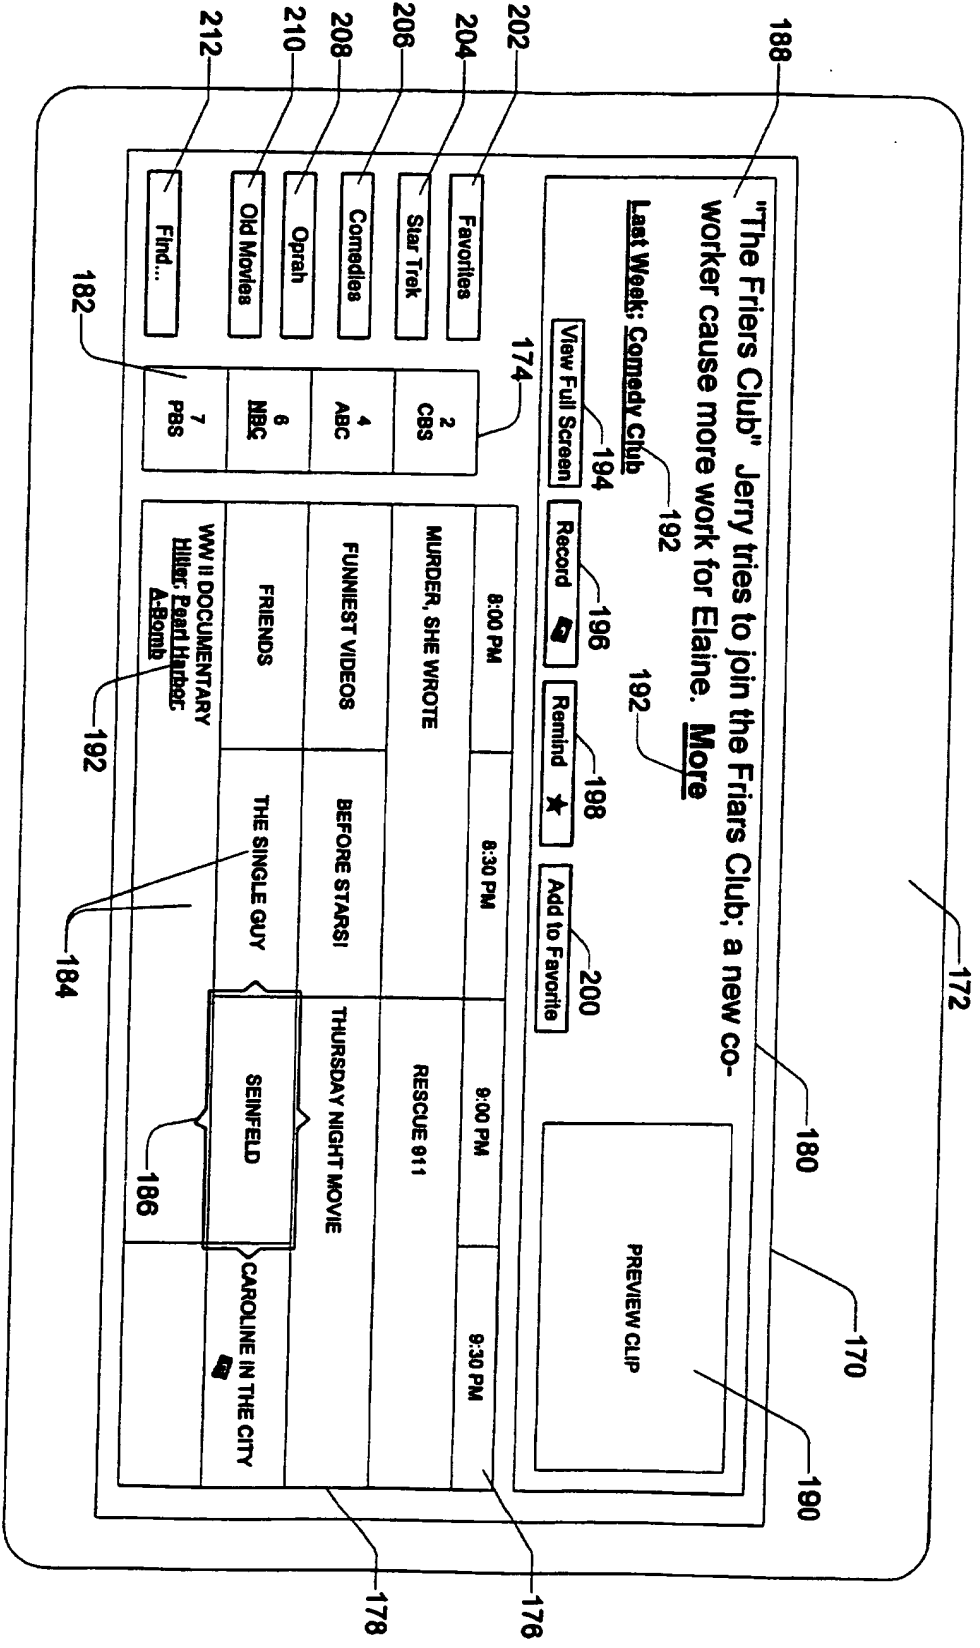 172
180
170
190
188
"The Friers Club" Jerry tries to join the Friars Club; a new co-
worker cause more work for Elaine. More
Last Week; Comedy Club
192
192
PREVIEW CLIP
View Full Screen
Record
Remind
Add to Favorite
194
196
198
200
202
204
206
208
210
212
Favorites
Star Trek
Comedies
Oprah
Old Movies
Find...
174
182
2
CBS
4
ABC
6
NBC
7
PBS
8:00 PM
8:30 PM
9:00 PM
9:30 PM
176
MURDER, SHE WROTE
RESCUE 911
FUNNIEST VIDEOS
BEFORE STARS!
THURSDAY NIGHT MOVIE
178
FRIENDS
THE SINGLE GUY
SEINFELD
CAROLINE IN THE CITY
WW II DOCUMENTARY
Hitler; Pearl Harbor;
A-Bomb
192
184
186